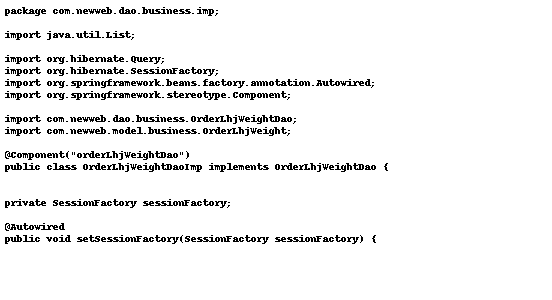 package com.newweb.dao.business.imp;
import java.util.List;
import org.hibernate.Query;
import org.hibernate.SessionFactory;
import org.springframework.beans.factory.annotation.Autowired;
import org.springframework.stereotype.Component;
import com.newweb.dao.business.OrderLhjWeightDao;
import com.newweb.model.business.OrderLhjWeight;
@Component("orderLhjWeightDao")
public class OrderLhjWeightDaoImp implements OrderLhjWeightDao {
private SessionFactory sessionFactory;
@Autowired
public void setSessionFactory(SessionFactory sessionFactory) {